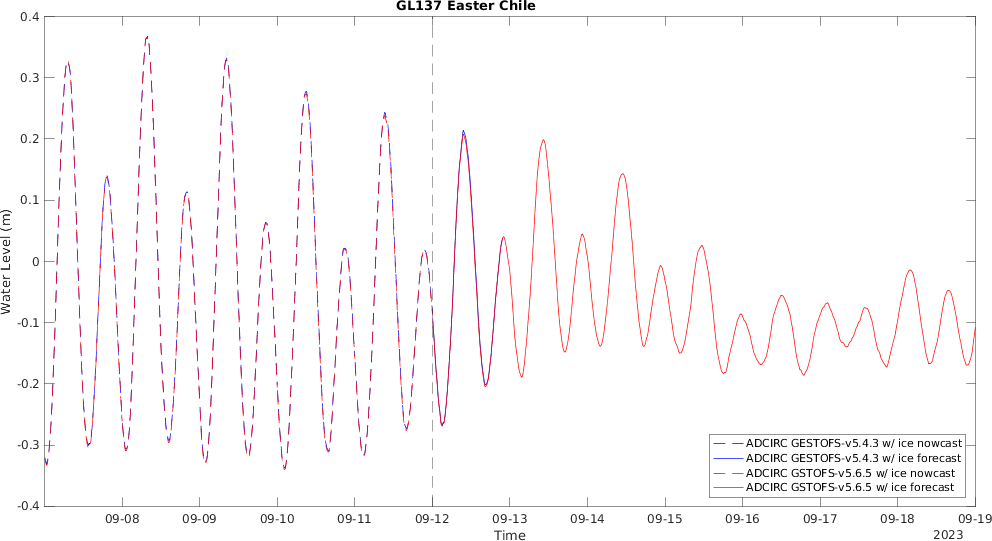 GL137 Easter Chile
Water Level (m)
0.4
0.3
0.2
0.1
0
-0.1
-0.2
-0.3
-0.4
ADCIRC GESTOFS-v5.4.3 w/ ice nowcast
ADCIRC GESTOFS-v5.4.3 w/ ice forecast
ADCIRC GSTOFS-v5.6.5 w/ ice nowcast
ADCIRC GSTOFS-v5.6.5 w/ ice forecast
09-08 09-09 09-10 09-11 09-12 09-13 09-14 09-15 09-16 09-17 09-18 09-19
Time
2023